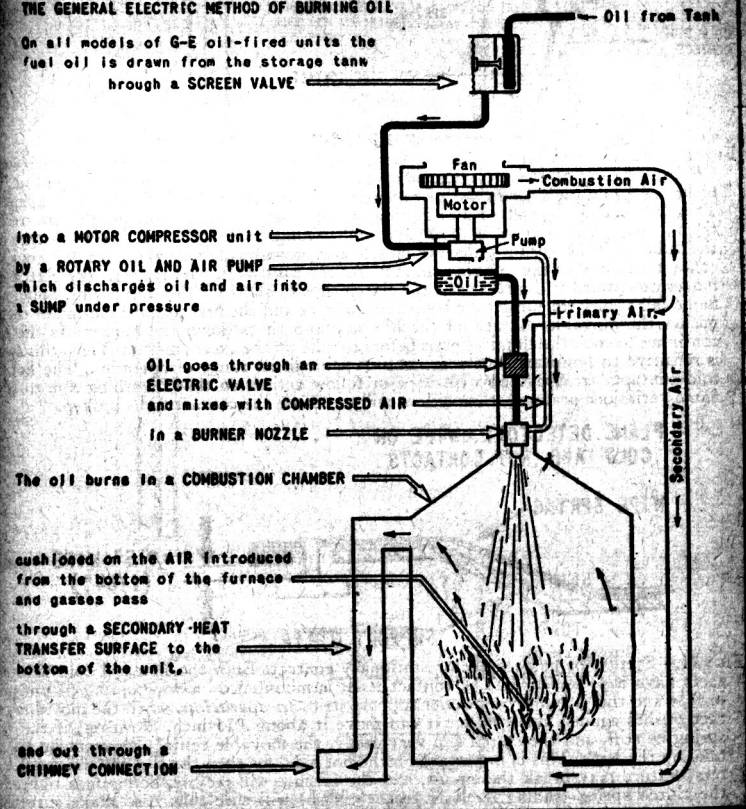 THE GENERAL ELECTRIC METHOD OF BURNING OIL
On all models of G-E oil-fired units the
fuel oil is drawn from the storage tank
hrough a SCREEN VALVE
Oil from Tank
Fan
Combustion Air
Motor
into a MOTOR COMPRESSOR unit
Pump
by a ROTARY OIL AND AIR PUMP
which discharges oil and air into
a SUMP under pressure
Oil
Primary Air
OIL goes through an
ELECTRIC VALVE
and mixes with COMPRESSED AIR
in a BURNER NOZZLE
Secondary Air
The oil burns in a COMBUSTION CHAMBER
cushioned on the AIR introduced
from the bottom of the furnace
and gasses pass
through a SECONDARY-HEAT
TRANSFER SURFACE to the
bottom of the unit,
and out through a
CHIMNEY CONNECTION